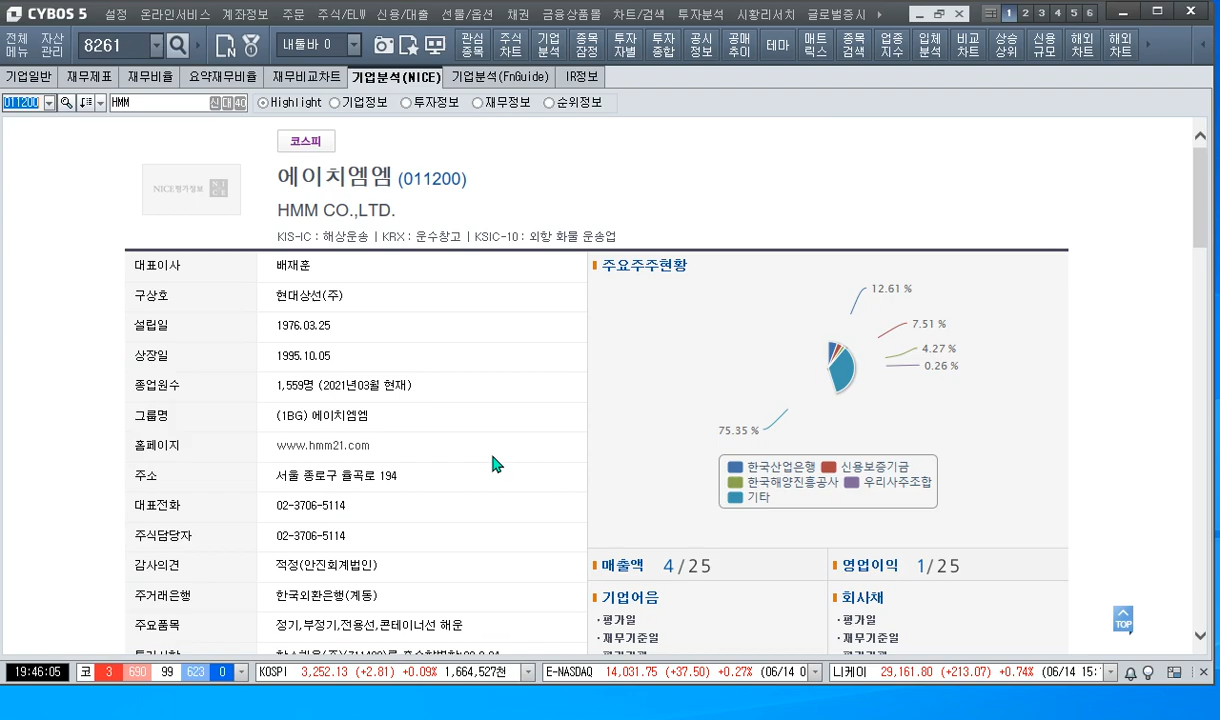 CYBOS 5 설정 온라인서비스 계좌정보 주문 주식/ELW 신용/대출 선물/옵션 채권 금융상품몰 차트/검색 투자분석 시황리서치 글로벌증시 1 2 3 4 5 6
전체메뉴 자산관리 8261 내툴바 0 관심종목 주식차트 기업분석 종목잠정 투자자별 투자종합 공시정보 공매추이 테마 매트릭스 종목검색 업종지수 입체분석 비교차트 상승상위 신용규모 해외차트 해외차트
기업일반 재무제표 재무비율 요약재무비율 재무비교차트 기업분석(NICE) 기업분석(FnGuide) IR정보
011200 HMM 신 대 40 Highlight 기업정보 투자정보 재무정보 순위정보
코스피
NICE평가정보 NICE
에이치엠엠 (011200)
HMM CO.,LTD.
KIS-IC : 해상운송 | KRX : 운수창고 | KSIC-10 : 외항 화물 운송업
대표이사 배재훈
구상호 현대상선(주)
설립일 1976.03.25
상장일 1995.10.05
종업원수 1,559명 (2021년03월 현재)
그룹명 (1BG) 에이치엠엠
홈페이지 www.hmm21.com
주소 서울 종로구 율곡로 194
대표전화 02-3706-5114
주식담당자 02-3706-5114
감사의견 적정(안진회계법인)
주거래은행 한국외환은행(계동)
주요품목 정기,부정기,전용선,콘테이너선 해운
주요주주현황
12.61 %
7.51 %
4.27 %
0.26 %
75.35 %
한국산업은행 신용보증기금
한국해양진흥공사 우리사주조합
기타
매출액 4/25 영업이익 1/25
기업어음 회사채
·평가일 ·평가일
·재무기준일 ·재무기준일
TOP
19:46:05 코 3 690 99 623 0 KOSPI 3,252.13 (+2.81) +0.09% 1,664,527천 E-NASDAQ 14,031.75 (+37.50) +0.27% (06/14 0 니케이 29,161.80 (+213.07) +0.74% (06/14 15: